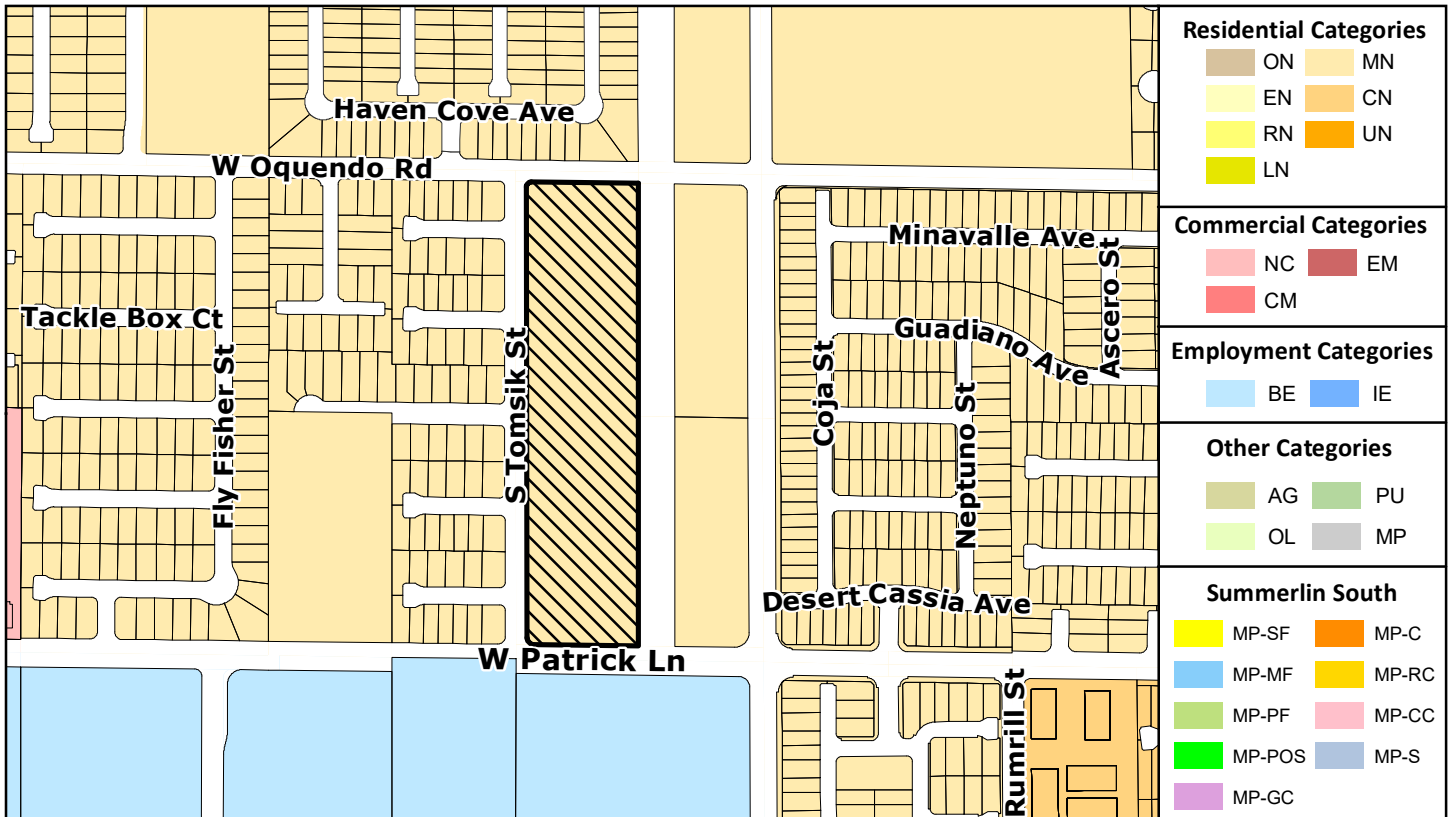 Haven Cove Ave
W Oquendo Rd
Minavalle Ave
Ascero St
Tackle Box Ct
Guadiano Ave
Fly Fisher St
S Tomsik St
Coja St
Neptuno St
Desert Cassia Ave
W Patrick Ln
Rumrill St
Residential Categories
ON MN
EN CN
RN UN
LN
Commercial Categories
NC EM
CM
Employment Categories
BE IE
Other Categories
AG PU
OL MP
Summerlin South
MP-SF MP-C
MP-MF MP-RC
MP-PF MP-CC
MP-POS MP-S
MP-GC